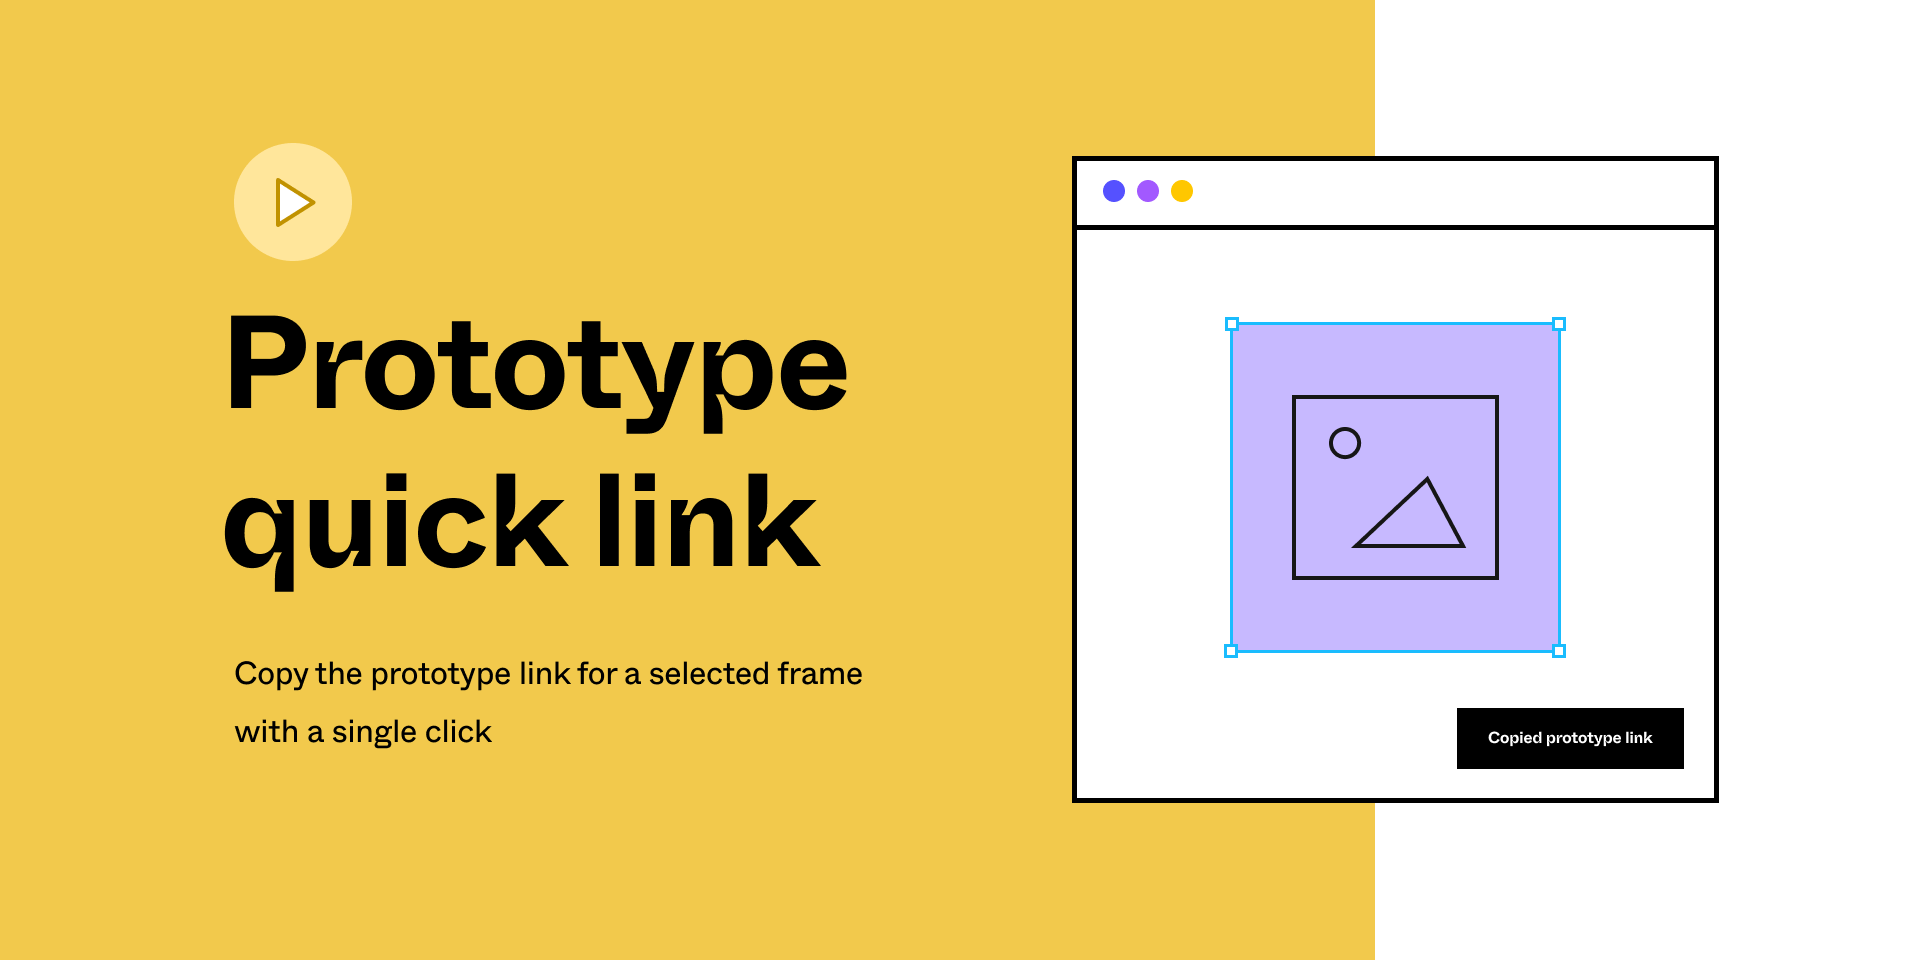 Prototype
quick link
Copy the prototype link for a selected frame
with a single click
Copied prototype link